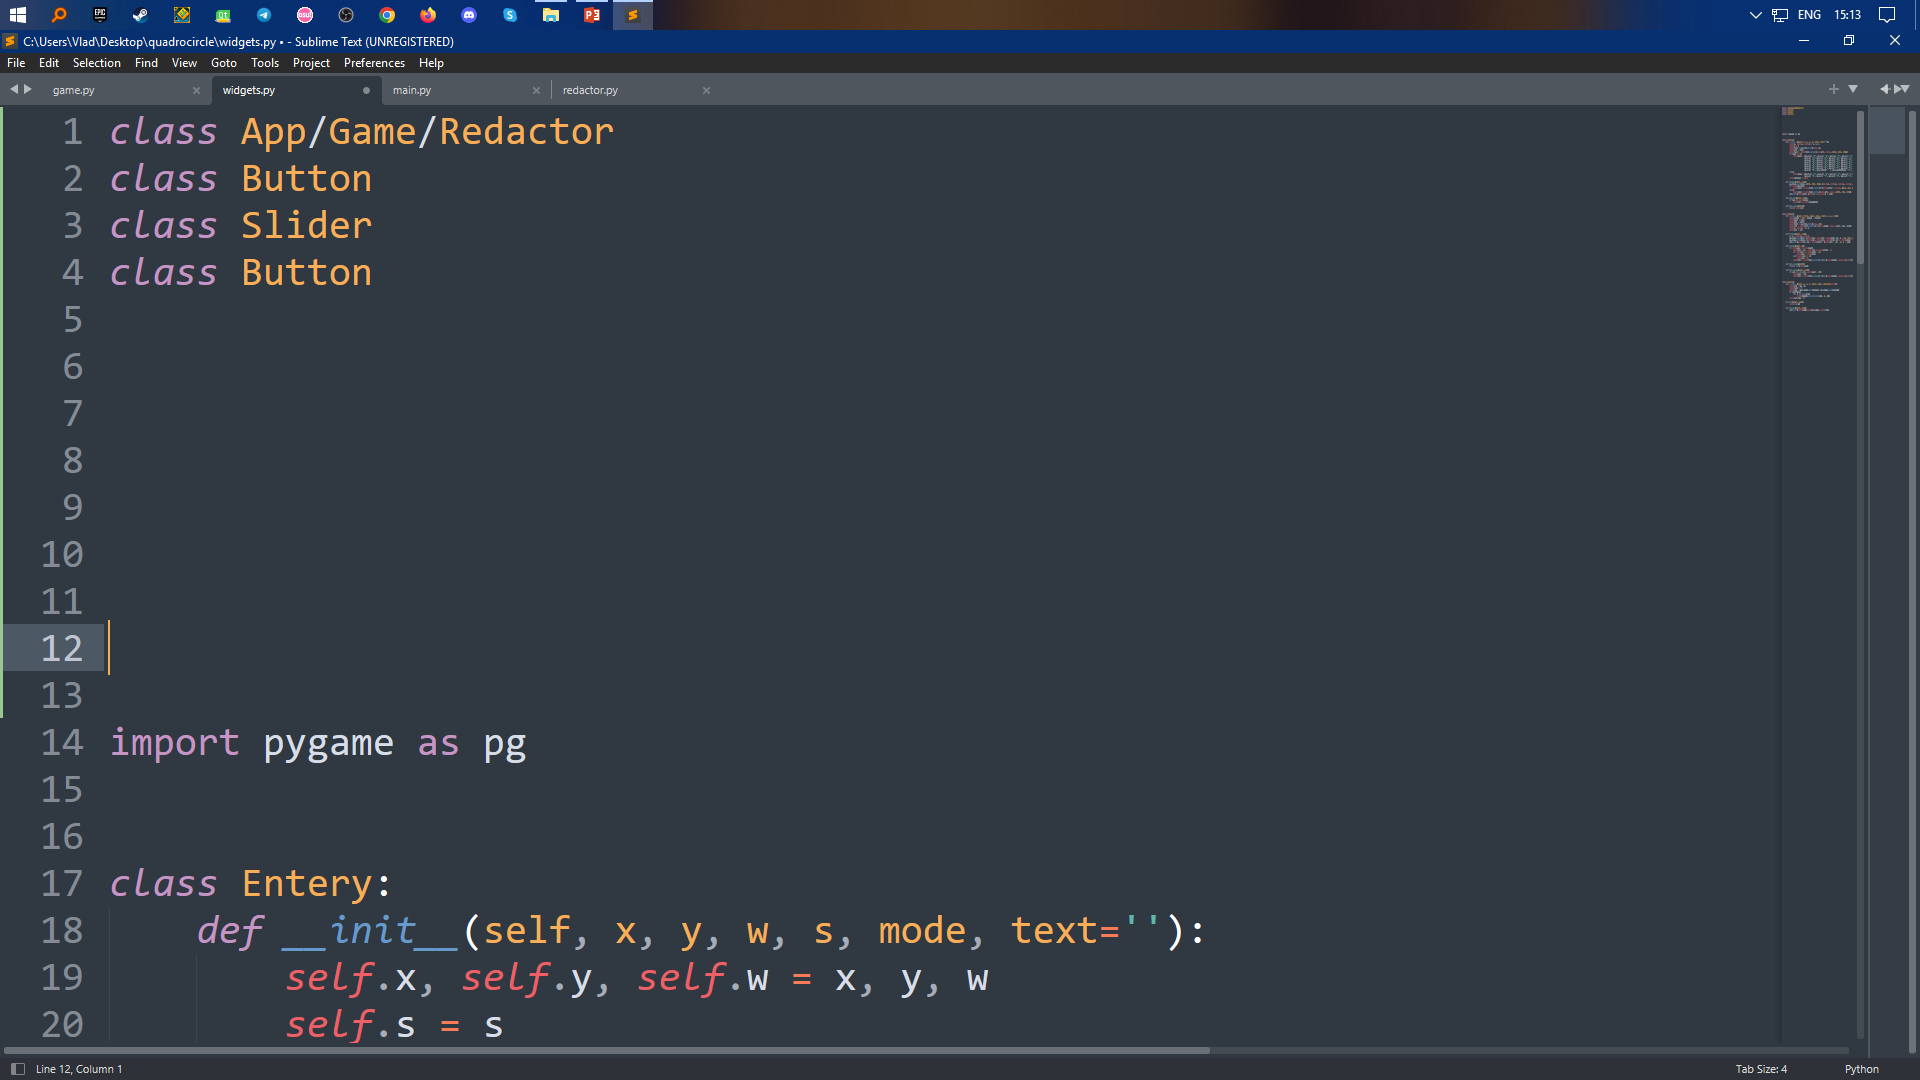 ENG 15:13
C:\Users\Vlad\Desktop\quadrocircle\widgets.py • - Sublime Text (UNREGISTERED)
File Edit Selection Find View Goto Tools Project Preferences Help
game.py widgets.py main.py redactor.py
1 class App/Game/Redactor
2 class Button
3 class Slider
4 class Button
5
6
7
8
9
10
11
12
13
14 import pygame as pg
15
16
17 class Entery:
18 def __init__(self, x, y, w, s, mode, text=''):
19 self.x, self.y, self.w = x, y, w
20 self.s = s
Line 12, Column 1 Tab Size: 4 Python